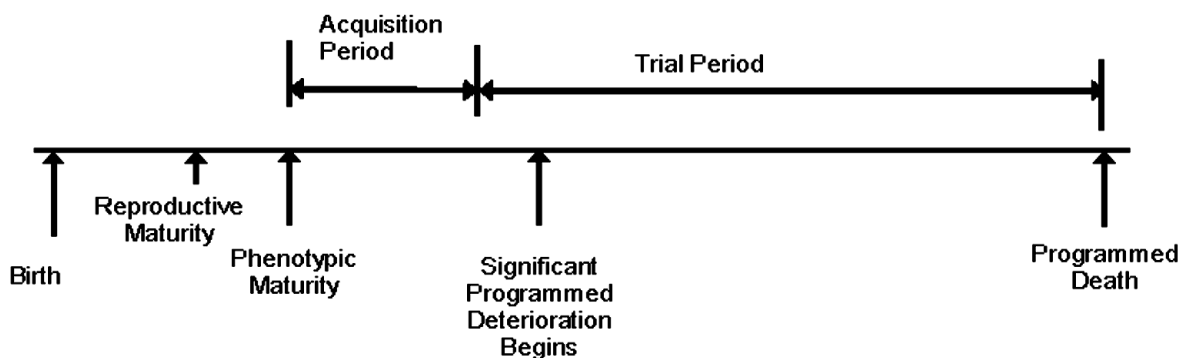 Acquisition
Period
Trial Period
Birth
Reproductive
Maturity
Phenotypic
Maturity
Significant
Programmed
Deterioration
Begins
Programmed
Death